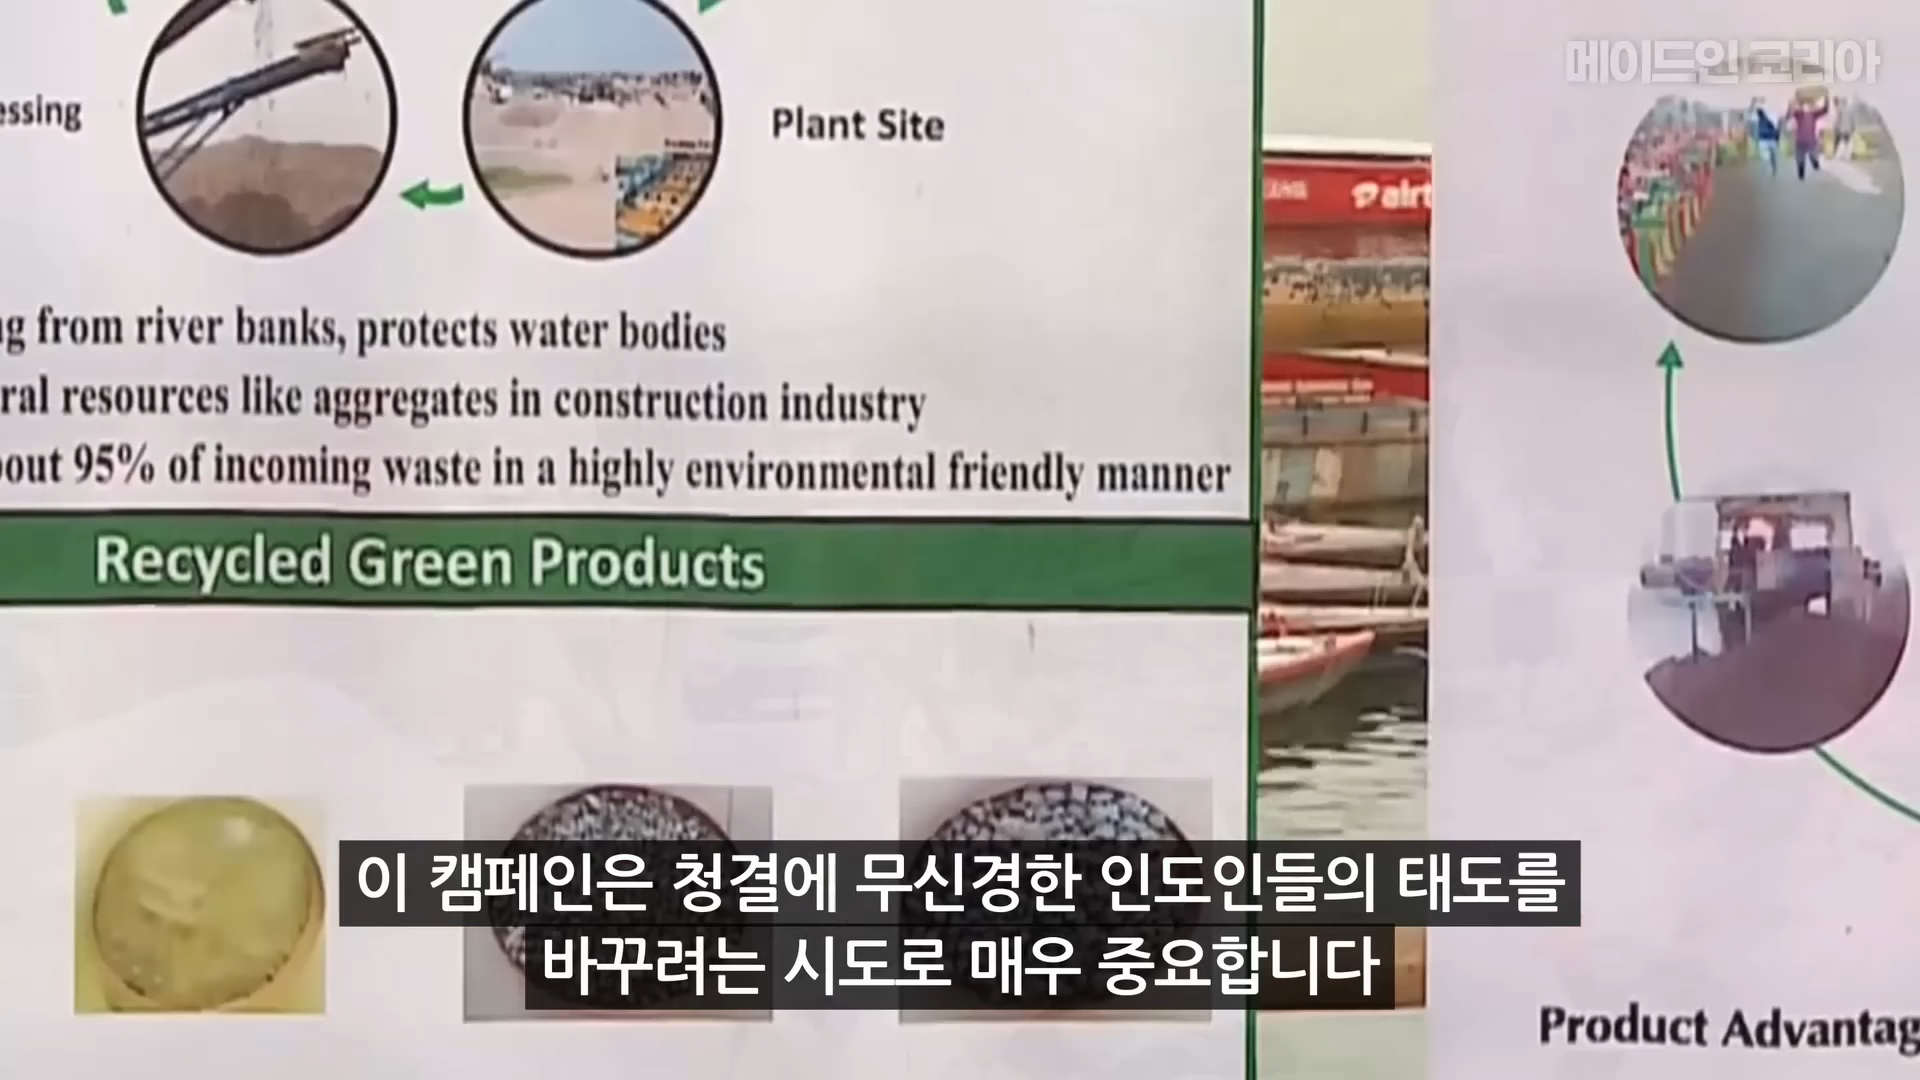 메이드인코리아
essing
Plant Site
airt
g from river banks, protects water bodies
ral resources like aggregates in construction industry
out 95% of incoming waste in a highly environmental friendly manner
Recycled Green Products
이 캠페인은 청결에 무신경한 인도인들의 태도를
바꾸려는 시도로 매우 중요합니다
Product Advantag